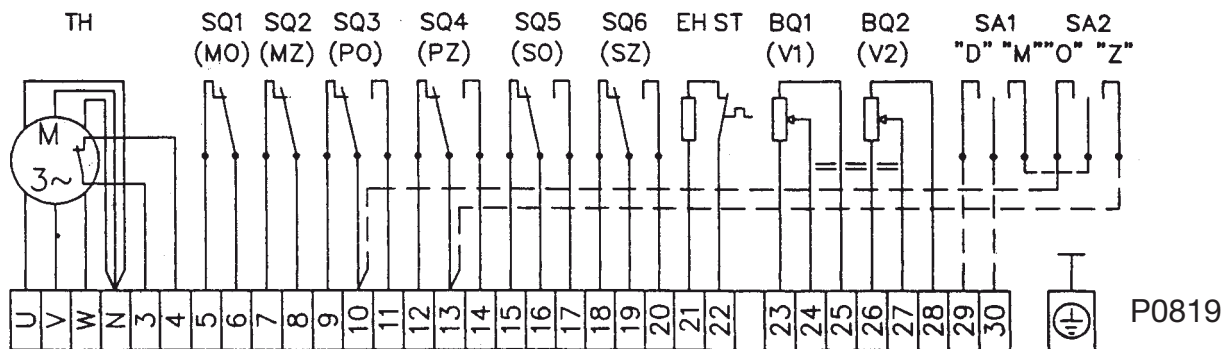 TH SQ1 SQ2 SQ3 SQ4 SQ5 SQ6 EH ST BQ1 BQ2 SA1 SA2
(MO) (MZ) (PO) (PZ) (SO) (SZ) (V1) (V2) "D" "M" "O" "Z"
M
3~
U V W N 3 4 5 6 7 8 9 10 11 12 13 14 15 16 17 18 19 20 21 22 23 24 25 26 27 28 29 30
P0819